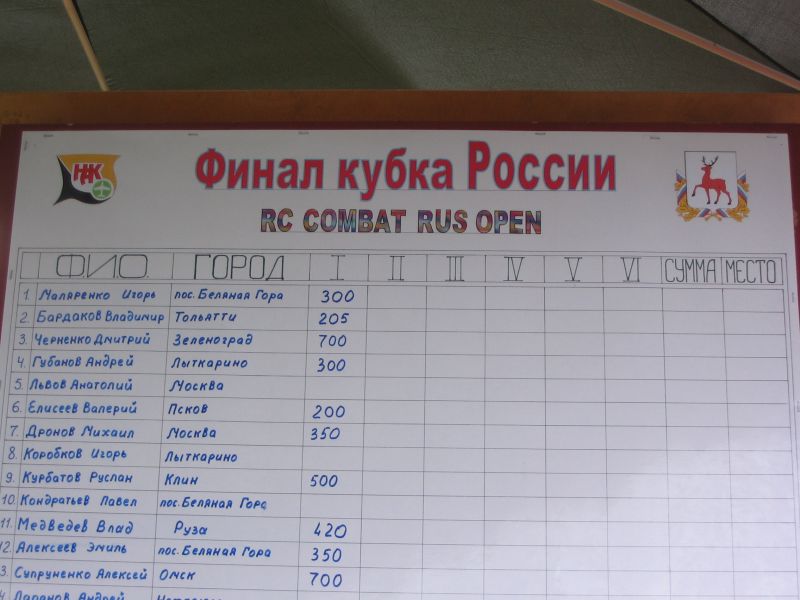 НАК
Финал кубка России
RC COMBAT RUS OPEN
ФИО. ГОРОД I II III IV V VI СУММА МЕСТО
1. Маляренко Игорь пос. Беляная Гора 300
2. Бардаков Владимир Тольятти 205
3. Черненко Дмитрий Зеленоград 700
4. Губанов Андрей Лыткарино 300
5. Львов Анатолий Москва
6. Елисеев Валерий Псков 200
7. Дронов Михаил Москва 350
8. Коробков Игорь Лыткарино
9. Курбатов Руслан Клин 500
10. Кондратьев Павел пос. Беляная Гора
11. Медведев Влад Руза 420
12. Алексеев Эмиль пос. Беляная Гора 350
3. Супруненко Алексей Омск 700
Андрей